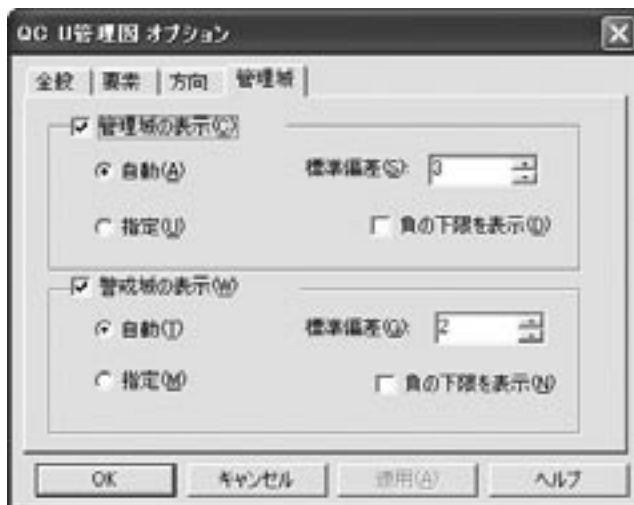 QC U管理図 オプション
全般 要素 方向 管理域
管理域の表示(C)
自動(A) 標準偏差(S): 3
指定(U) 負の下限を表示(D)
警戒域の表示(W)
自動(T) 標準偏差(G): 2
指定(M) 負の下限を表示(N)
OK キャンセル 適用(A) ヘルプ